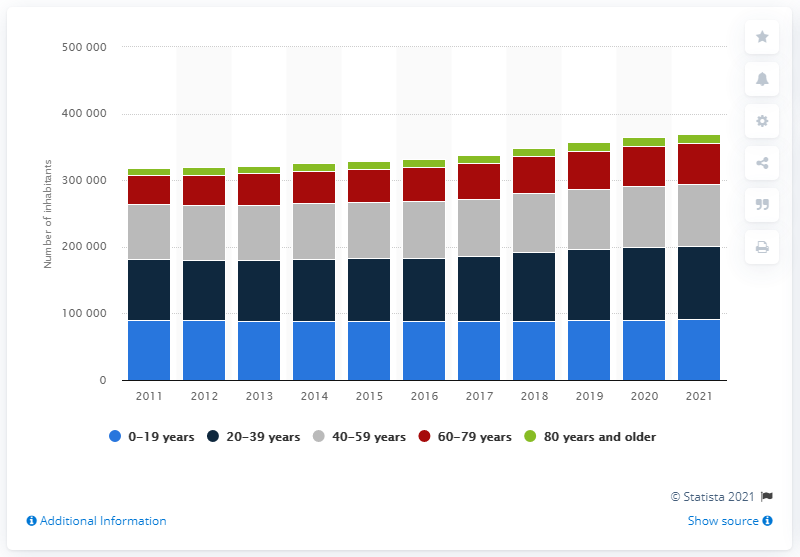 500 000
400 000
300 000
200 000
100 000
0
Number of inhabitants
2011 2012 2013 2014 2015 2016 2017 2018 2019 2020 2021
0–19 years 20–39 years 40–59 years 60–79 years 80 years and older
© Statista 2021
Additional Information Show source